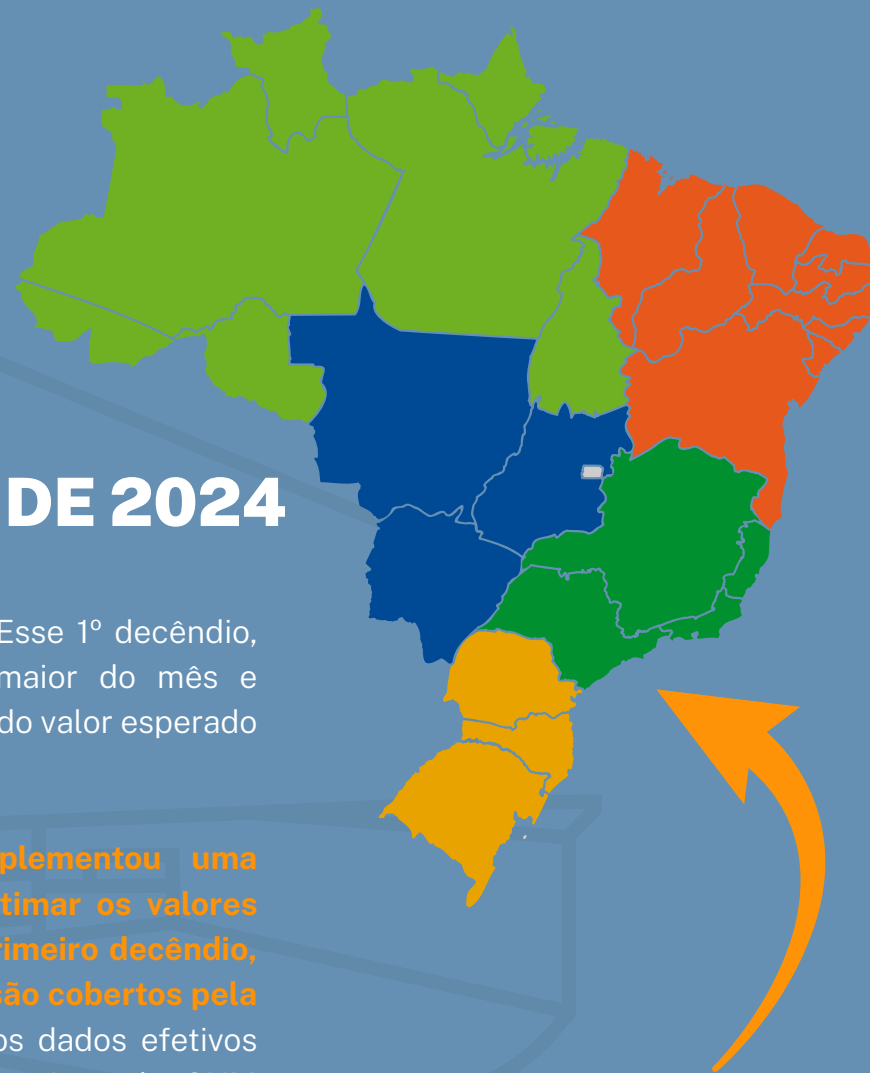 DE 2024
Esse 1º decêndio,
maior do mês e
do valor esperado
plementou uma
timar os valores
rimeiro decêndio,
são cobertos pela
os dados efetivos